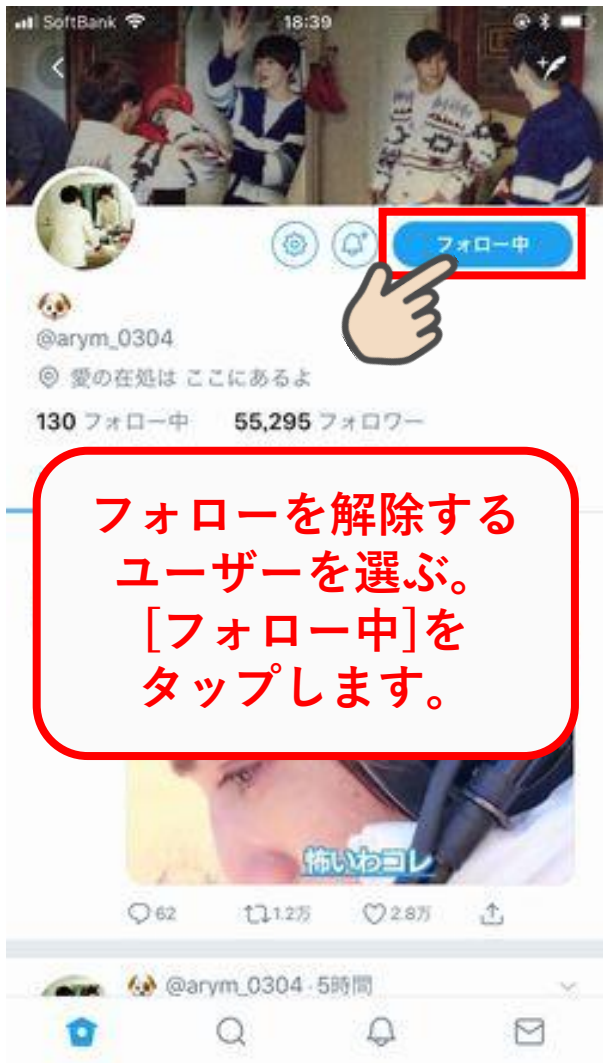 SoftBank 18:39
フォロー中
@arym_0304
愛の在処は ここにあるよ
130 フォロー中 55,295 フォロワー
フォローを解除する
ユーザーを選ぶ。
[フォロー中]を
タップします。
怖いわコレ
62 1.2万 2.8万
@arym_0304·5時間